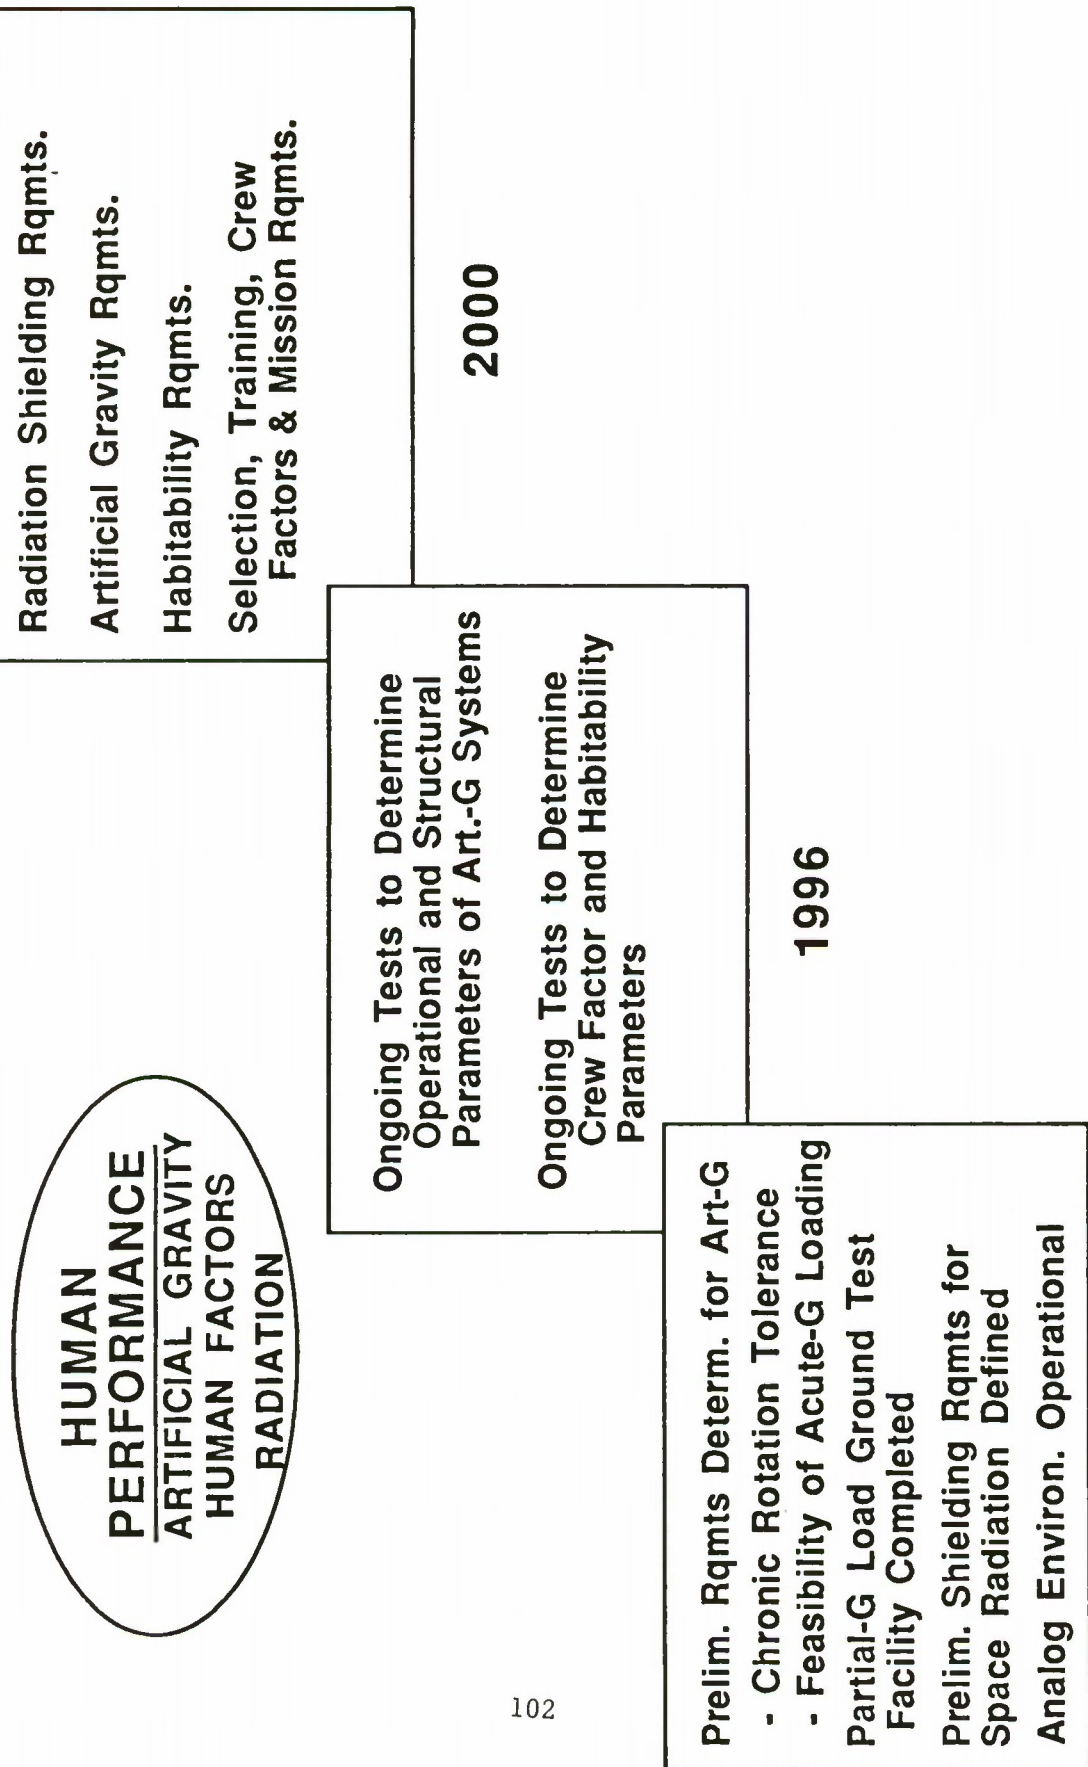 HUMAN
PERFORMANCE
ARTIFICIAL GRAVITY
HUMAN FACTORS
RADIATION
Radiation Shielding Rqmts.
Artificial Gravity Rqmts.
Habitability Rqmts.
Selection, Training, Crew
Factors & Mission Rqmts.
2000
Ongoing Tests to Determine
Operational and Structural
Parameters of Art.-G Systems
Ongoing Tests to Determine
Crew Factor and Habitability
Parameters
1996
Prelim. Rqmts Determ. for Art-G
- Chronic Rotation Tolerance
- Feasibility of Acute-G Loading
Partial-G Load Ground Test
Facility Completed
Prelim. Shielding Rqmts for
Space Radiation Defined
Analog Environ. Operational
102